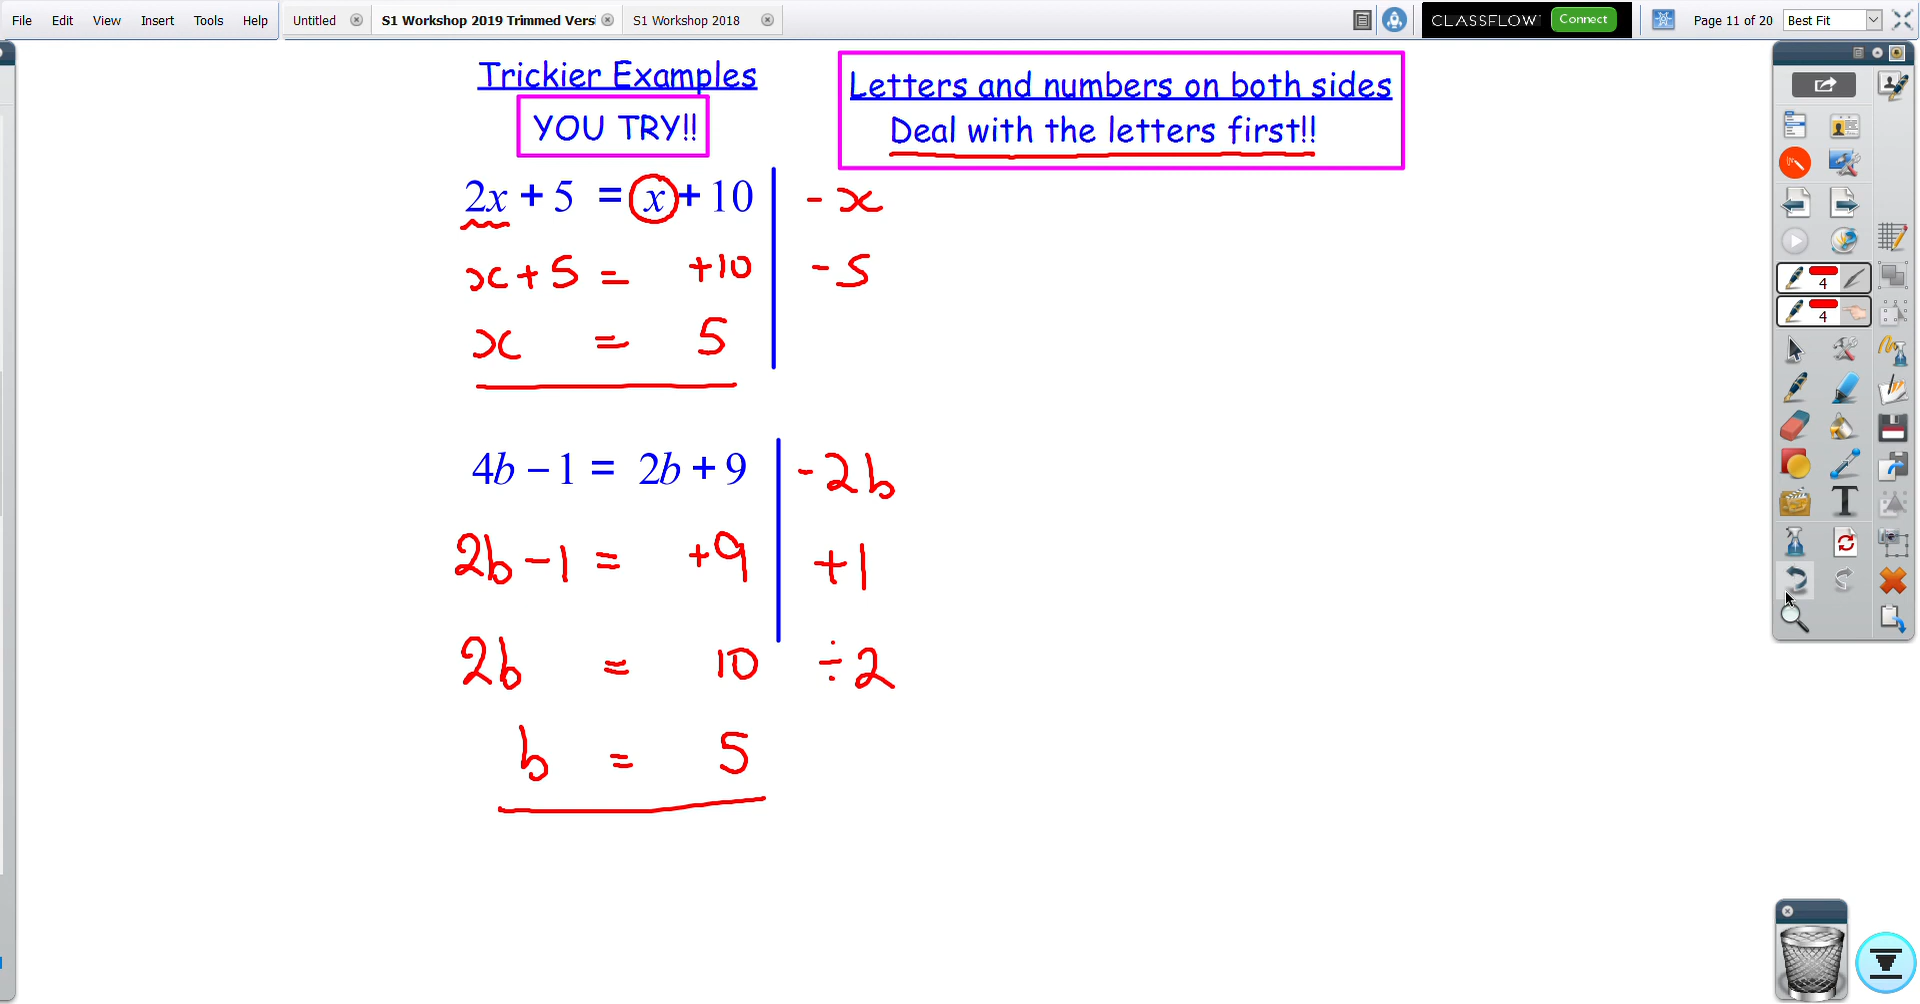 File Edit View Insert Tools Help
Untitled
S1 Workshop 2019 Trimmed Vers
S1 Workshop 2018
CLASSFLOW
Connect
Page 11 of 20
Best Fit
Trickier Examples
YOU TRY!!
Letters and numbers on both sides
Deal with the letters first!!
2x + 5 = x + 10 | - x
x + 5 = +10 | - 5
x = 5
4b − 1 = 2b + 9 | - 2b
2b − 1 = +9 | +1
2b = 10 ÷2
b = 5
4
4
T